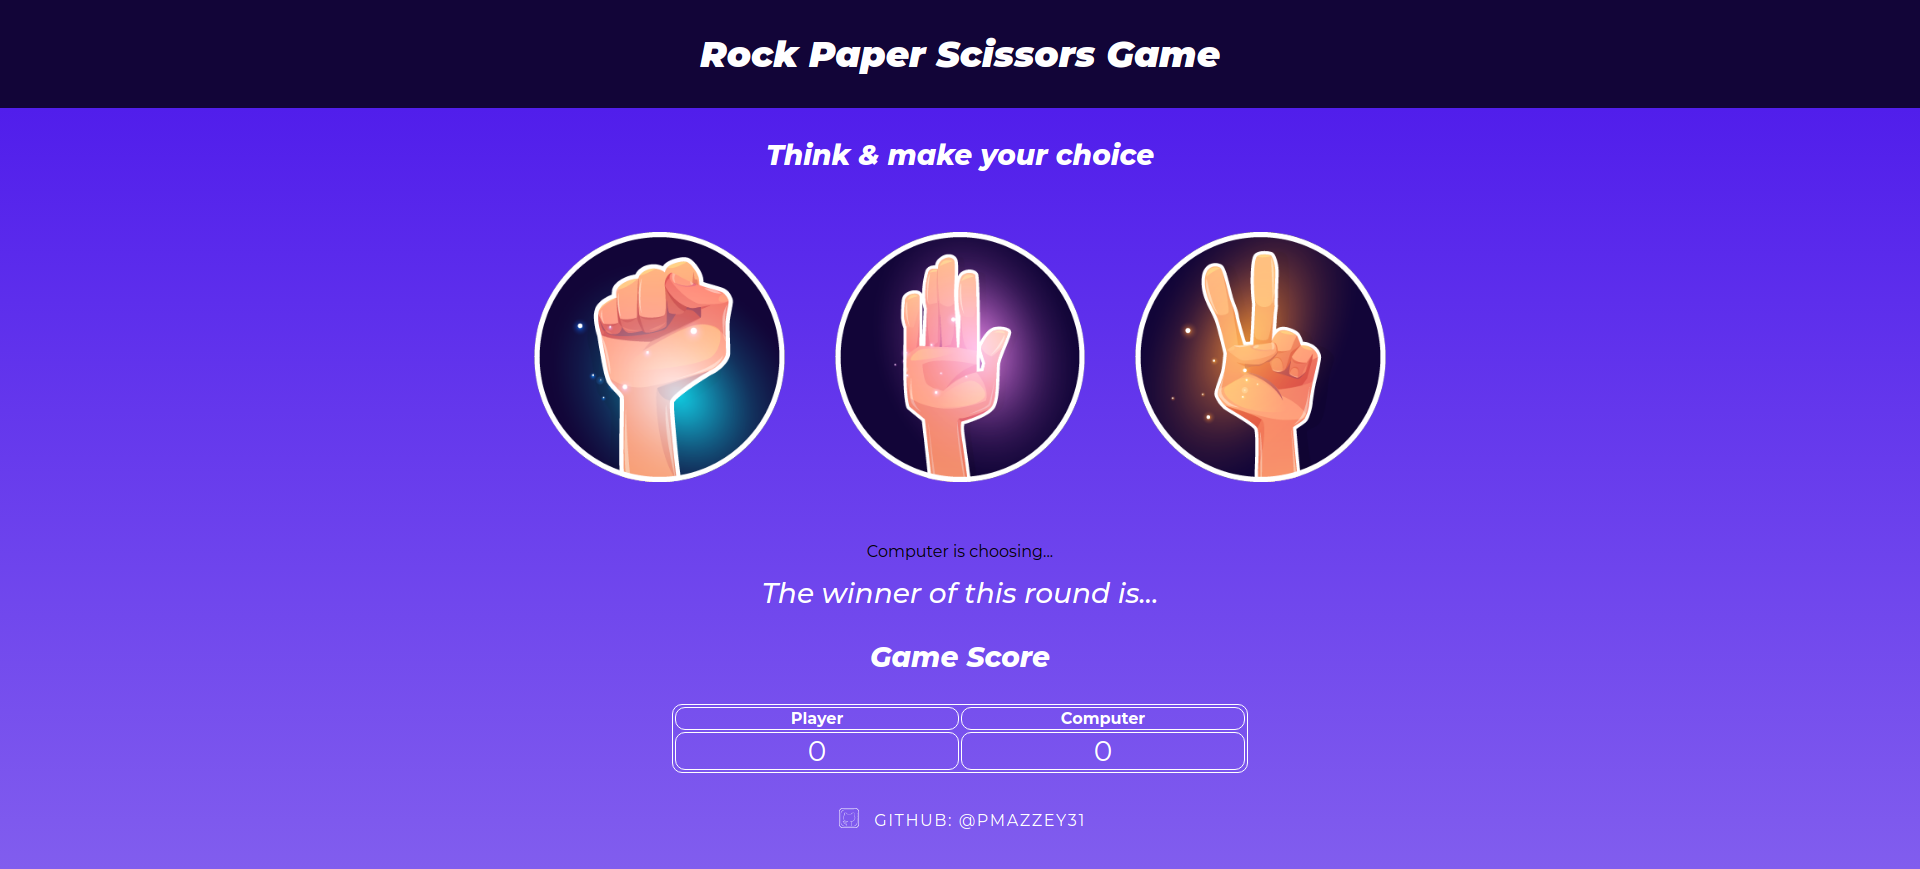 Rock Paper Scissors Game
Think & make your choice
Computer is choosing...
The winner of this round is...
Game Score
Player Computer
0 0
GITHUB: @PMAZZEY31